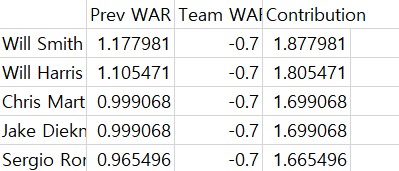 Prev WAR Team WAR Contribution
Will Smith 1.177981 -0.7 1.877981
Will Harris 1.105471 -0.7 1.805471
Chris Mart 0.999068 -0.7 1.699068
Jake Diekn 0.999068 -0.7 1.699068
Sergio Ror 0.965496 -0.7 1.665496